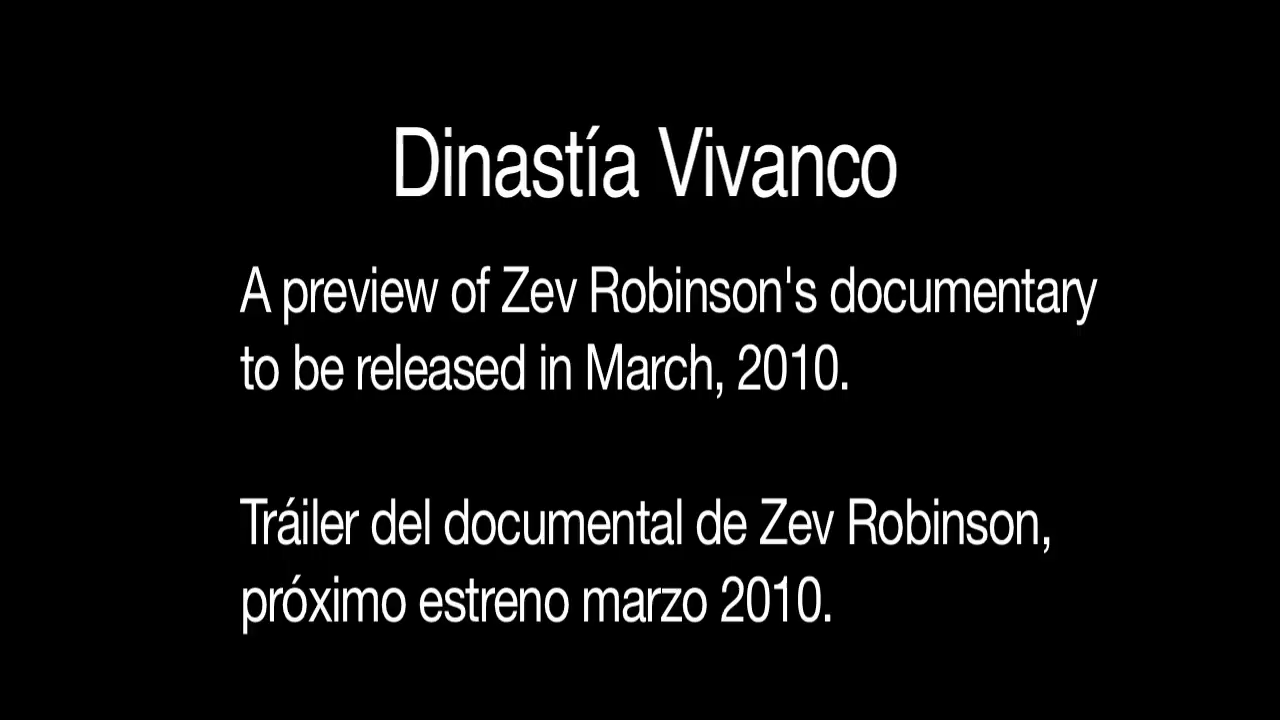 Dinastía Vivanco
A preview of Zev Robinson's documentary
to be released in March, 2010.
Tráiler del documental de Zev Robinson,
próximo estreno marzo 2010.